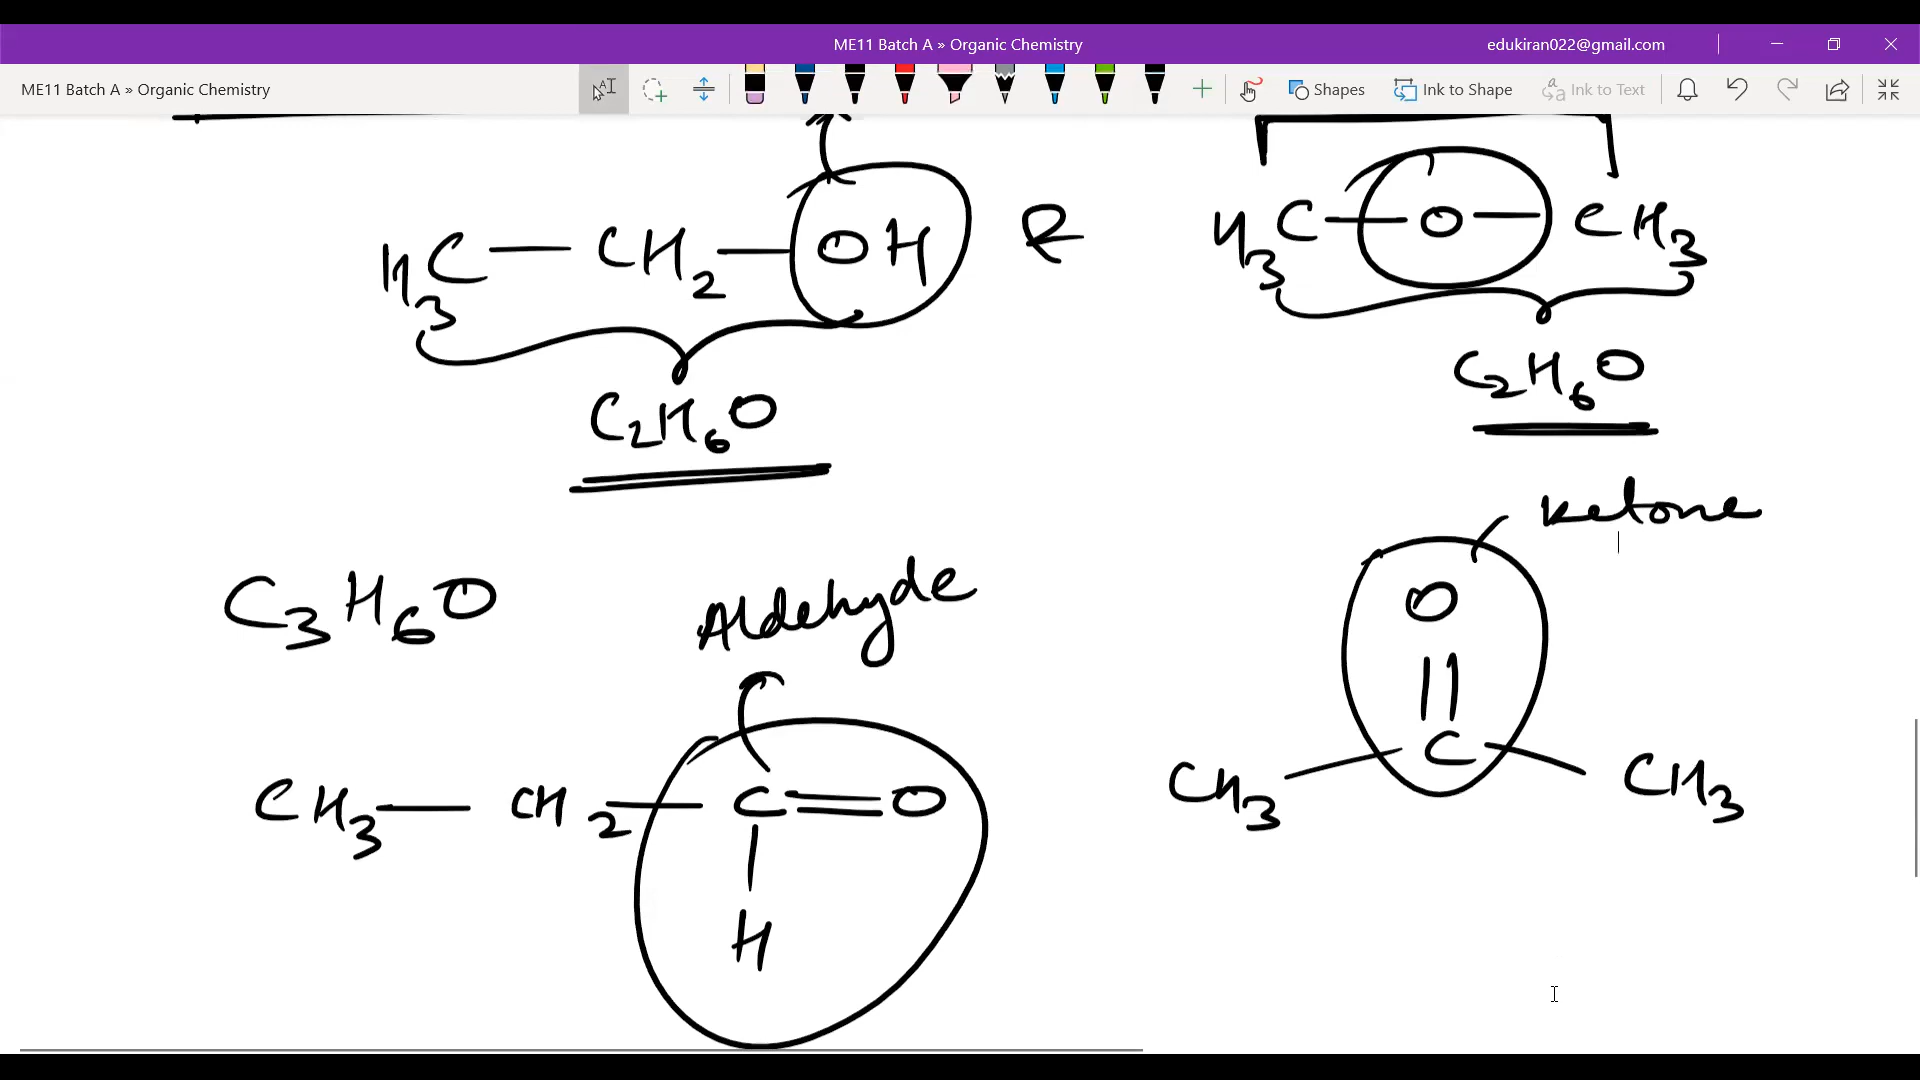 ME11 Batch A » Organic Chemistry
edukiran022@gmail.com
ME11 Batch A » Organic Chemistry
Shapes
Ink to Shape
Ink to Text
H₃C — CH₂ — OH R
H₃C — O — CH₃
C₂H₆O
C₂H₆O
Ketone
C₃H₆O
Aldehyde
O
||
CH₃ C CH₃
CH₃ — CH₂ — C = O
|
H